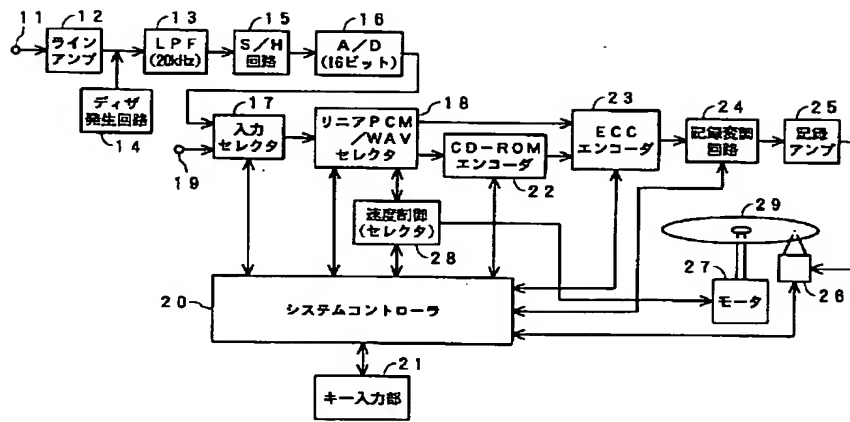 11
12
ライン
アンプ
13
LPF
(20kHz)
15
S/H
回路
16
A/D
(16ビット)
ディザ
発生回路
14
17
入力
セレクタ
19
18
リニアPCM
/WAV
セレクタ
CD-ROM
エンコーダ
22
23
ECC
エンコーダ
24
記録変調
回路
25
記録
アンプ
速度制御
(セレクタ)
28
29
27
モータ
26
20
システムコントローラ
21
キー入力部